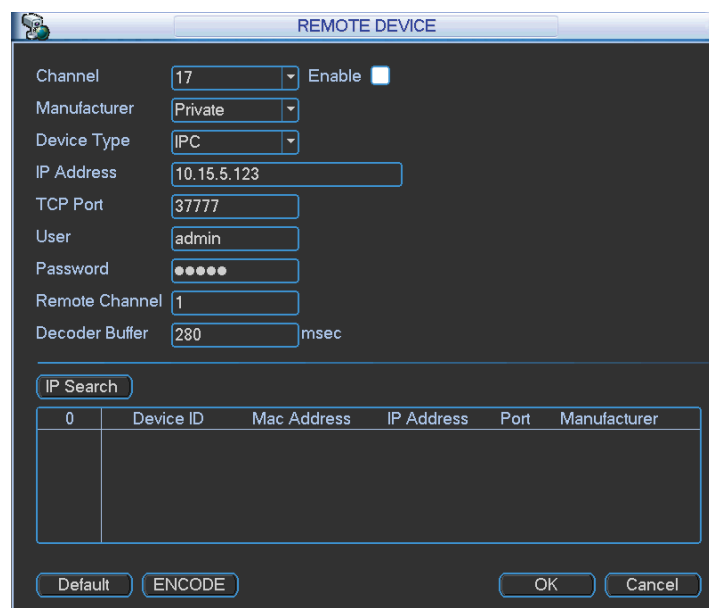 REMOTE DEVICE
Channel 17 Enable
Manufacturer Private
Device Type IPC
IP Address 10.15.5.123
TCP Port 37777
User admin
Password ●●●●●
Remote Channel 1
Decoder Buffer 280 msec
IP Search
0 Device ID Mac Address IP Address Port Manufacturer
Default ENCODE OK Cancel